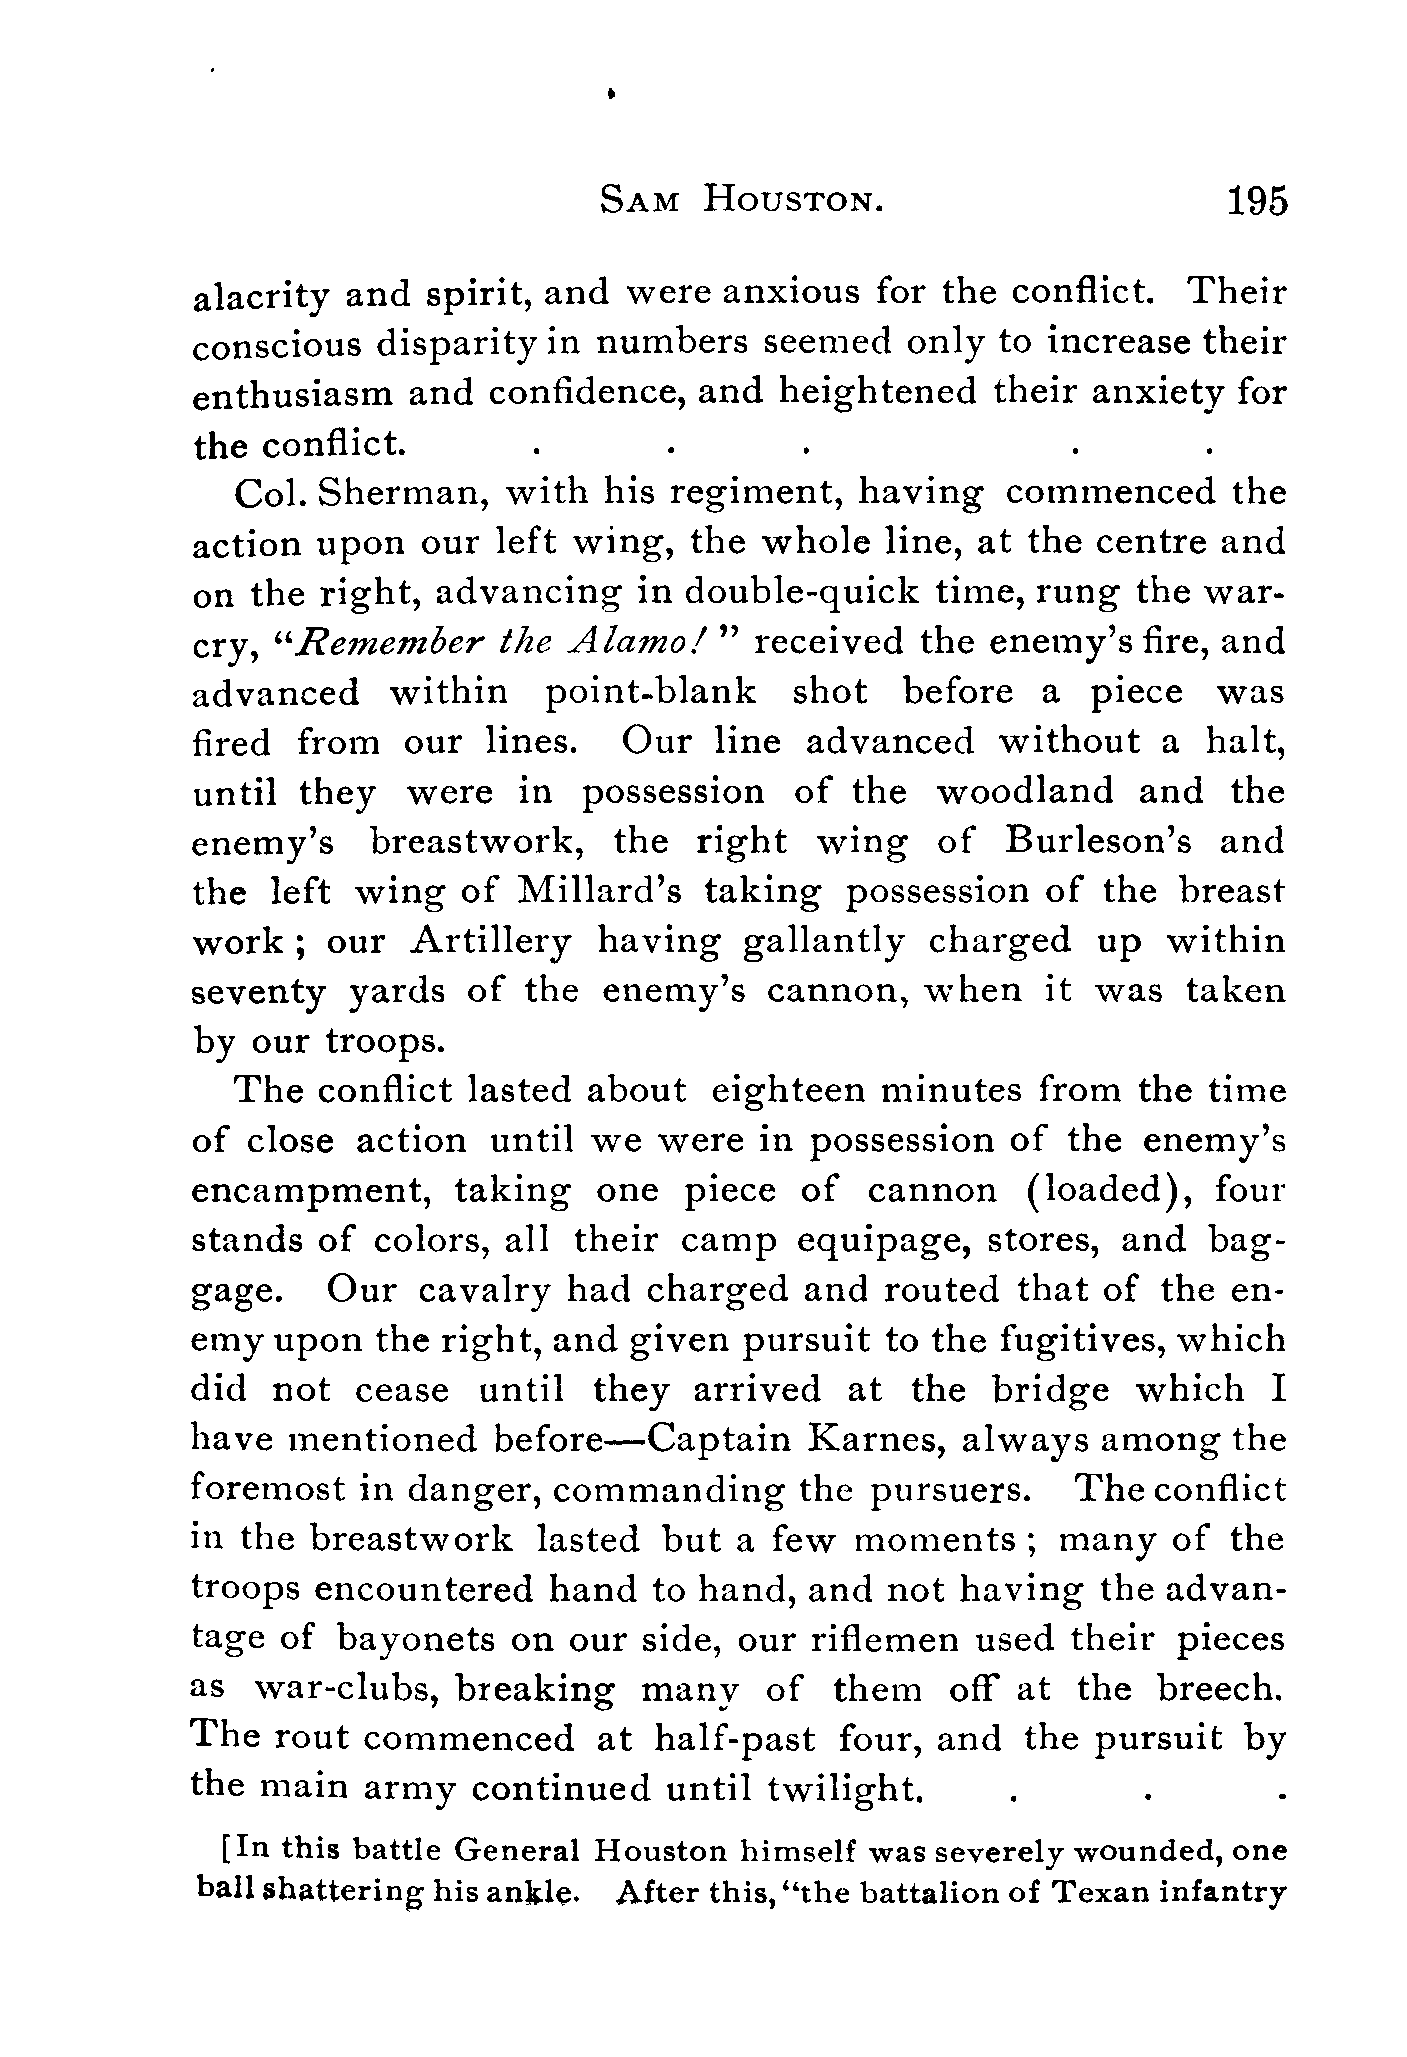 SAM HOUSTON. 195
alacrity and spirit, and were anxious for the conflict. Their
conscious disparity in numbers seemed only to increase their
enthusiasm and confidence, and heightened their anxiety for
the conflict. . . . . .
Col. Sherman, with his regiment, having commenced the
action upon our left wing, the whole line, at the centre and
on the right, advancing in double-quick time, rung the war-
cry, "Remember the Alamo!" received the enemy's fire, and
advanced within point-blank shot before a piece was
fired from our lines. Our line advanced without a halt,
until they were in possession of the woodland and the
enemy's breastwork, the right wing of Burleson's and
the left wing of Millard's taking possession of the breast
work; our Artillery having gallantly charged up within
seventy yards of the enemy's cannon, when it was taken
by our troops.
The conflict lasted about eighteen minutes from the time
of close action until we were in possession of the enemy's
encampment, taking one piece of cannon (loaded), four
stands of colors, all their camp equipage, stores, and bag-
gage. Our cavalry had charged and routed that of the en-
emy upon the right, and given pursuit to the fugitives, which
did not cease until they arrived at the bridge which I
have mentioned before—Captain Karnes, always among the
foremost in danger, commanding the pursuers. The conflict
in the breastwork lasted but a few moments; many of the
troops encountered hand to hand, and not having the advan-
tage of bayonets on our side, our riflemen used their pieces
as war-clubs, breaking many of them off at the breech.
The rout commenced at half-past four, and the pursuit by
the main army continued until twilight. . . .
[In this battle General Houston himself was severely wounded, one
ball shattering his ankle. After this, "the battalion of Texan infantry